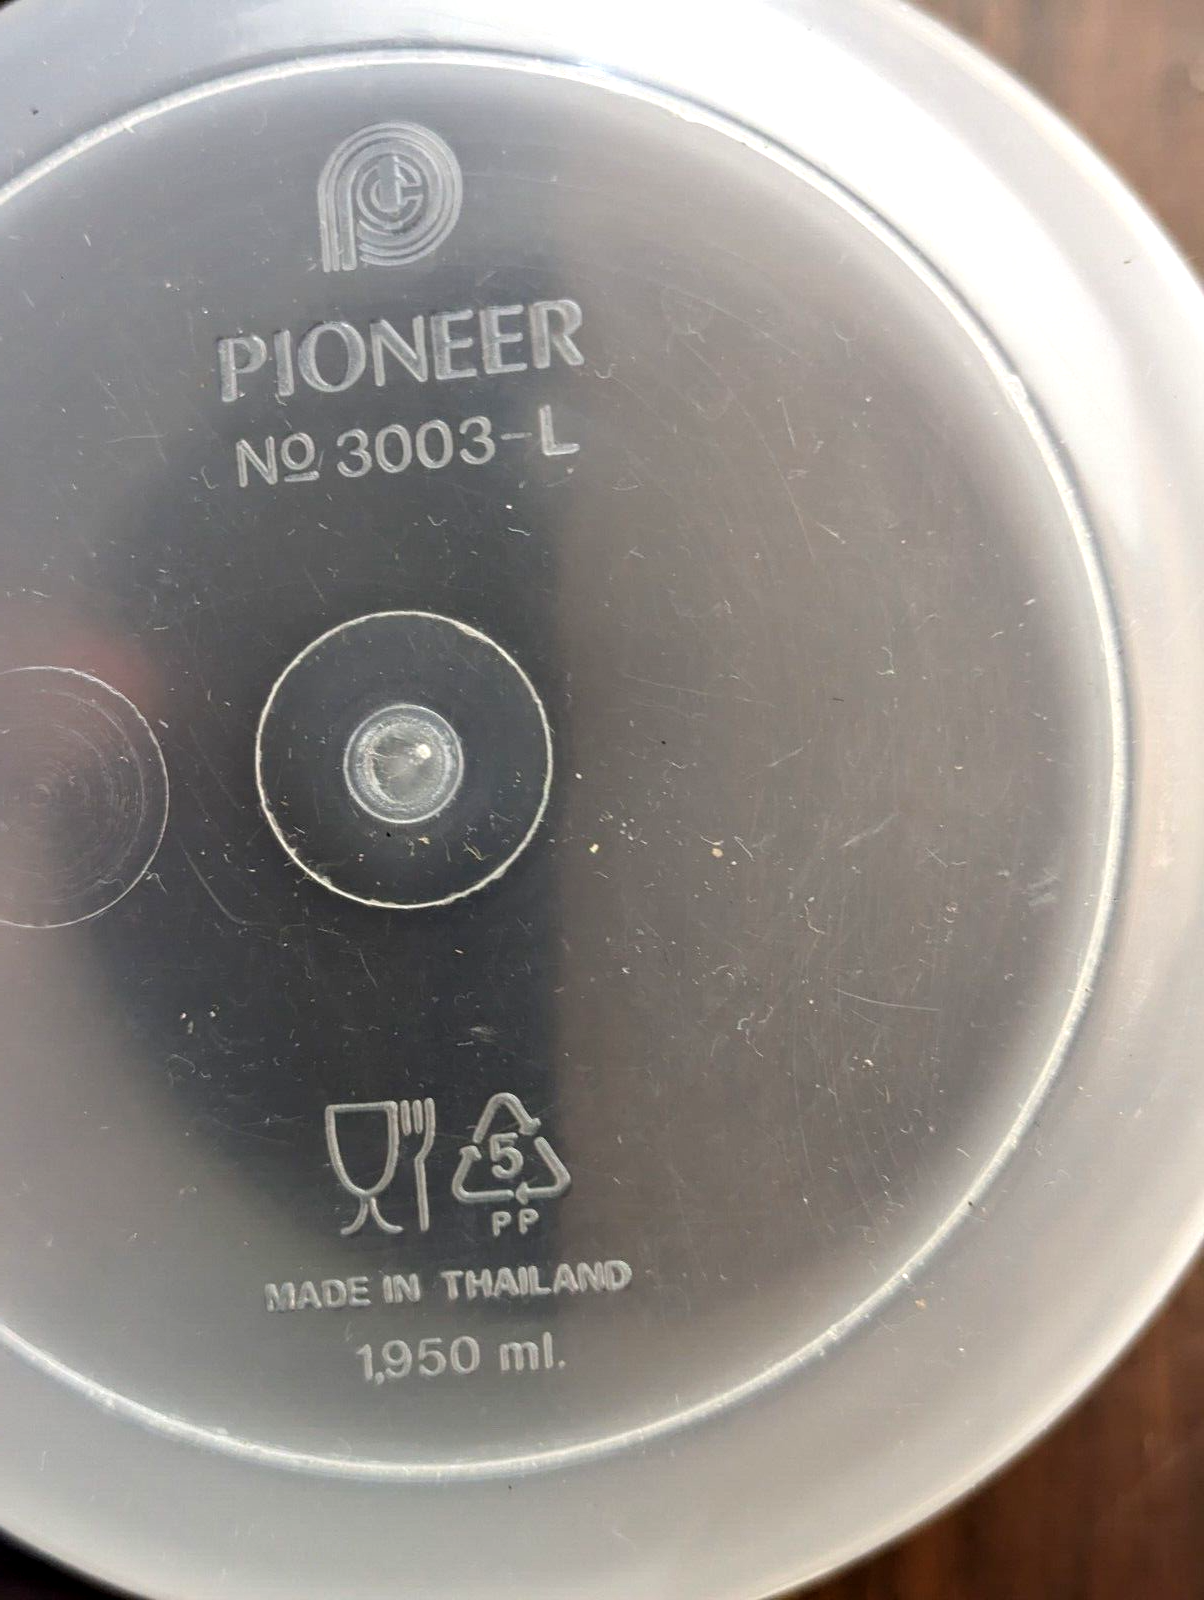 PIONEER
Nº 3003-L
5
PP
MADE IN THAILAND
1,950 ml.